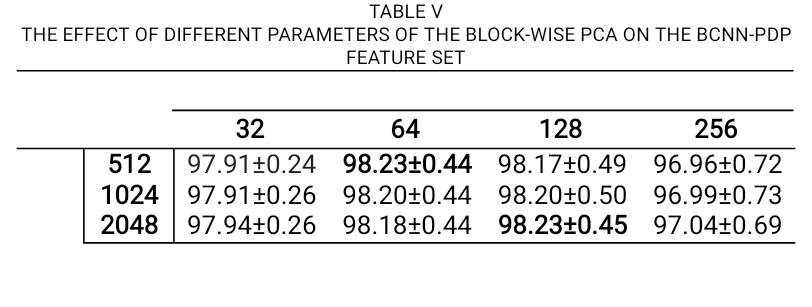 TABLE V
THE EFFECT OF DIFFERENT PARAMETERS OF THE BLOCK-WISE PCA ON THE BCNN-PDP
FEATURE SET
32 64 128 256
512 97.91±0.24 98.23±0.44 98.17±0.49 96.96±0.72
1024 97.91±0.26 98.20±0.44 98.20±0.50 96.99±0.73
2048 97.94±0.26 98.18±0.44 98.23±0.45 97.04±0.69